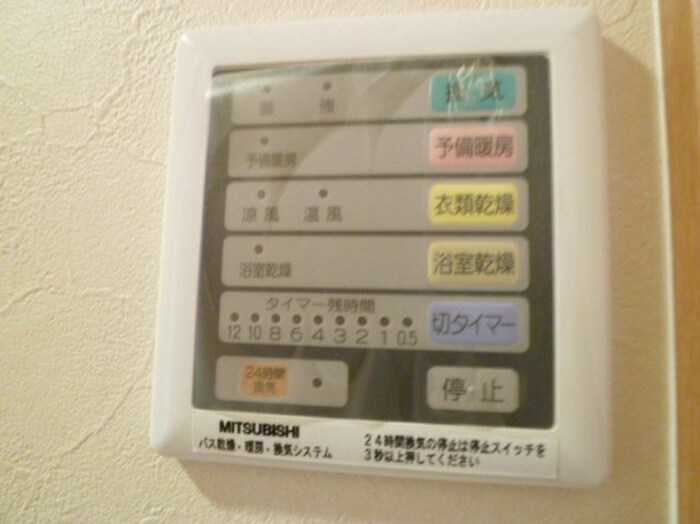 弱 強 換気
予備暖房 予備暖房
涼風 温風 衣類乾燥
浴室乾燥 浴室乾燥
タイマー残時間
12 10 8 6 4 3 2 1 0.5 切タイマー
24時間
換気 停止
MITSUBISHI
バス乾燥・暖房・換気システム
24時間換気の停止は停止スイッチを
3秒以上押してください